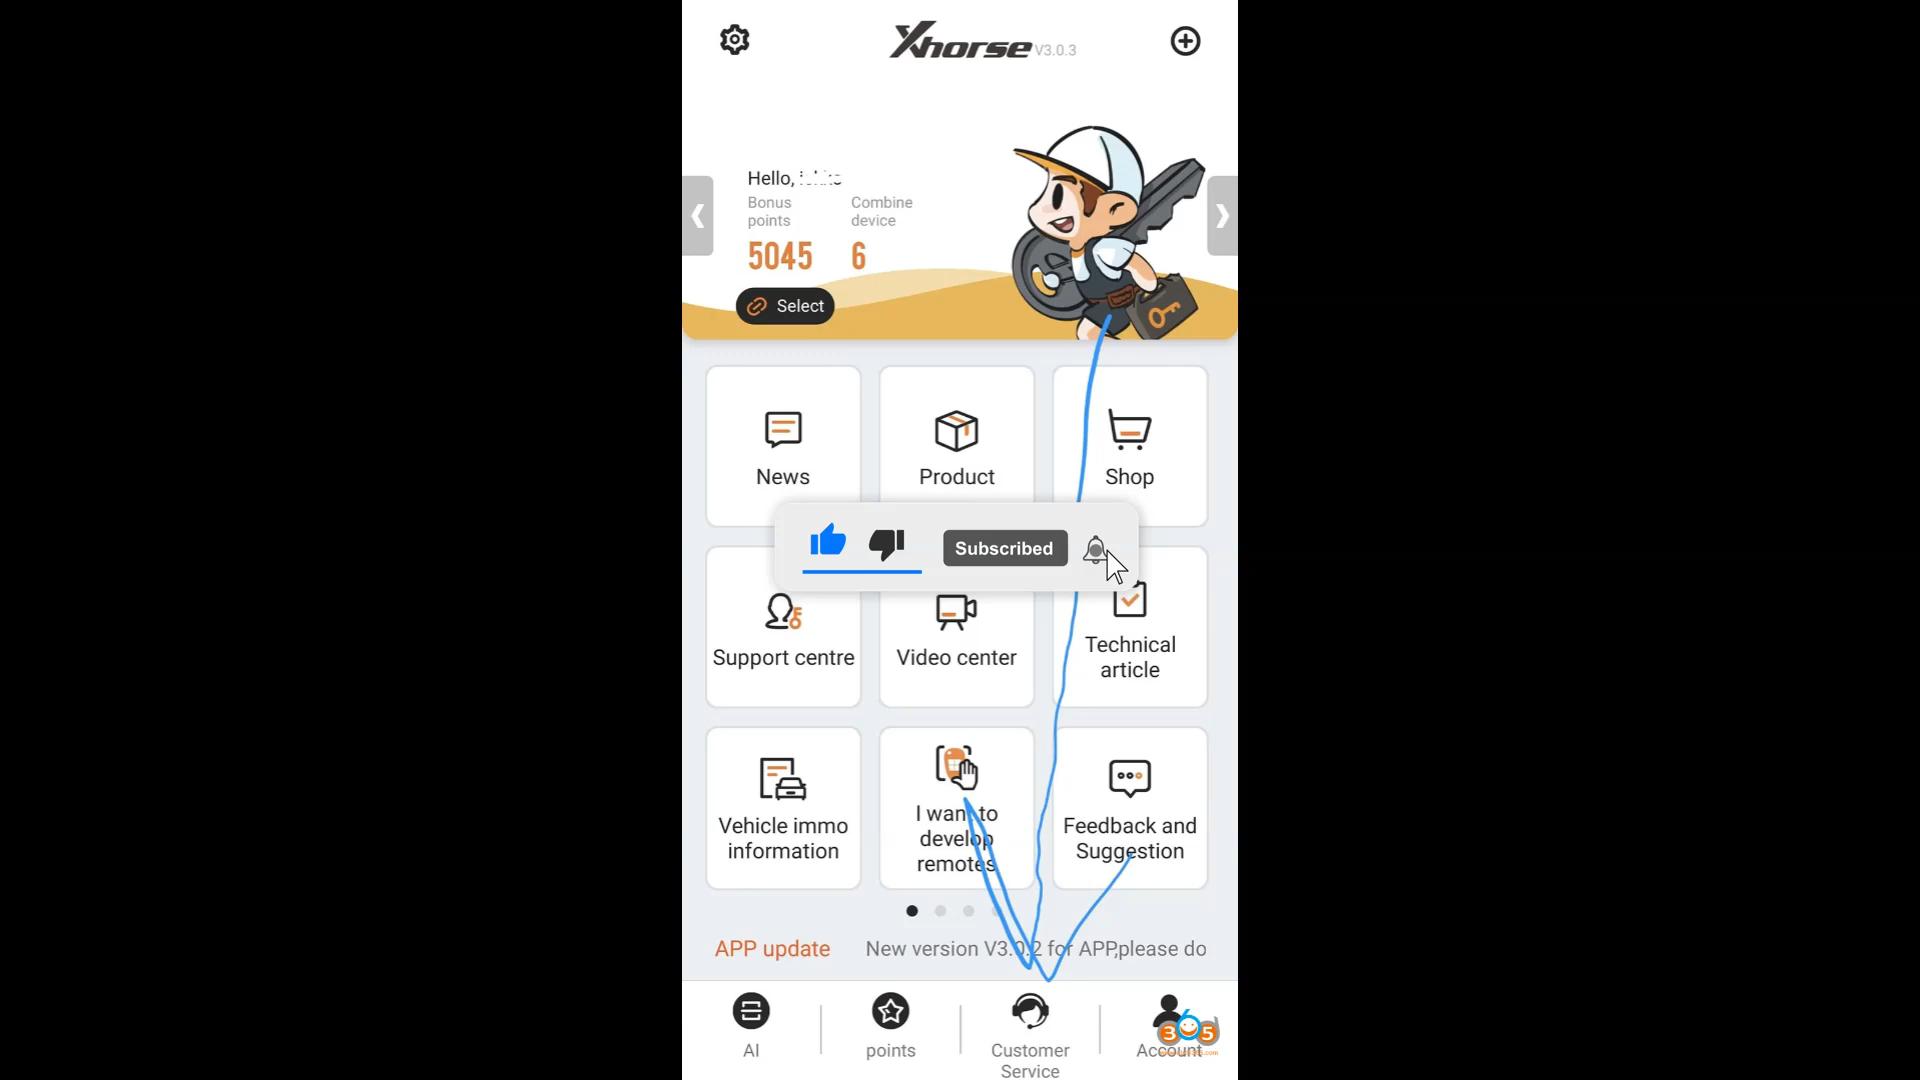 Xhorse V3.0.3
Hello,
Bonus points
Combine device
5045
6
Select
News
Product
Shop
Subscribed
Support centre
Video center
Technical article
Vehicle immo information
I want to develop remotes
Feedback and Suggestion
APP update
New version V3.0.2 for APP,please do
AI
points
Customer Service
Account
365